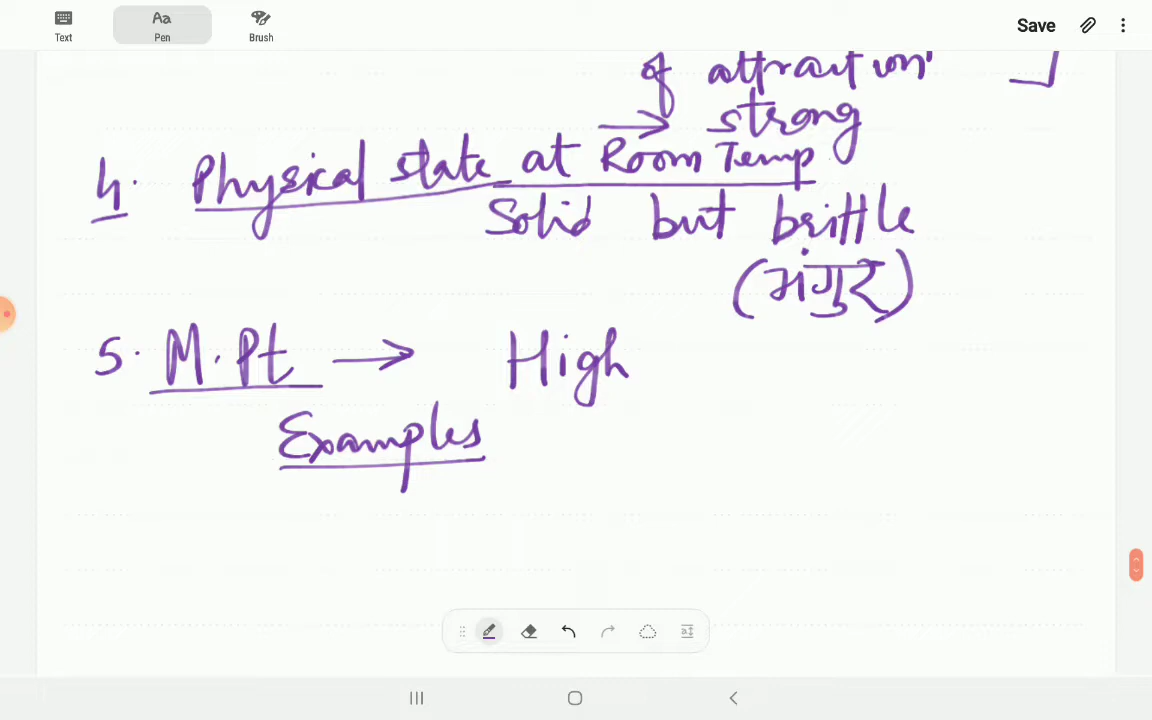 Text
Aa
Pen
Brush
Save
of attraction
→ strong
4. Physical state at Room Temp
Solid but brittle
(भंगुर)
5. M.Pt → High
Examples